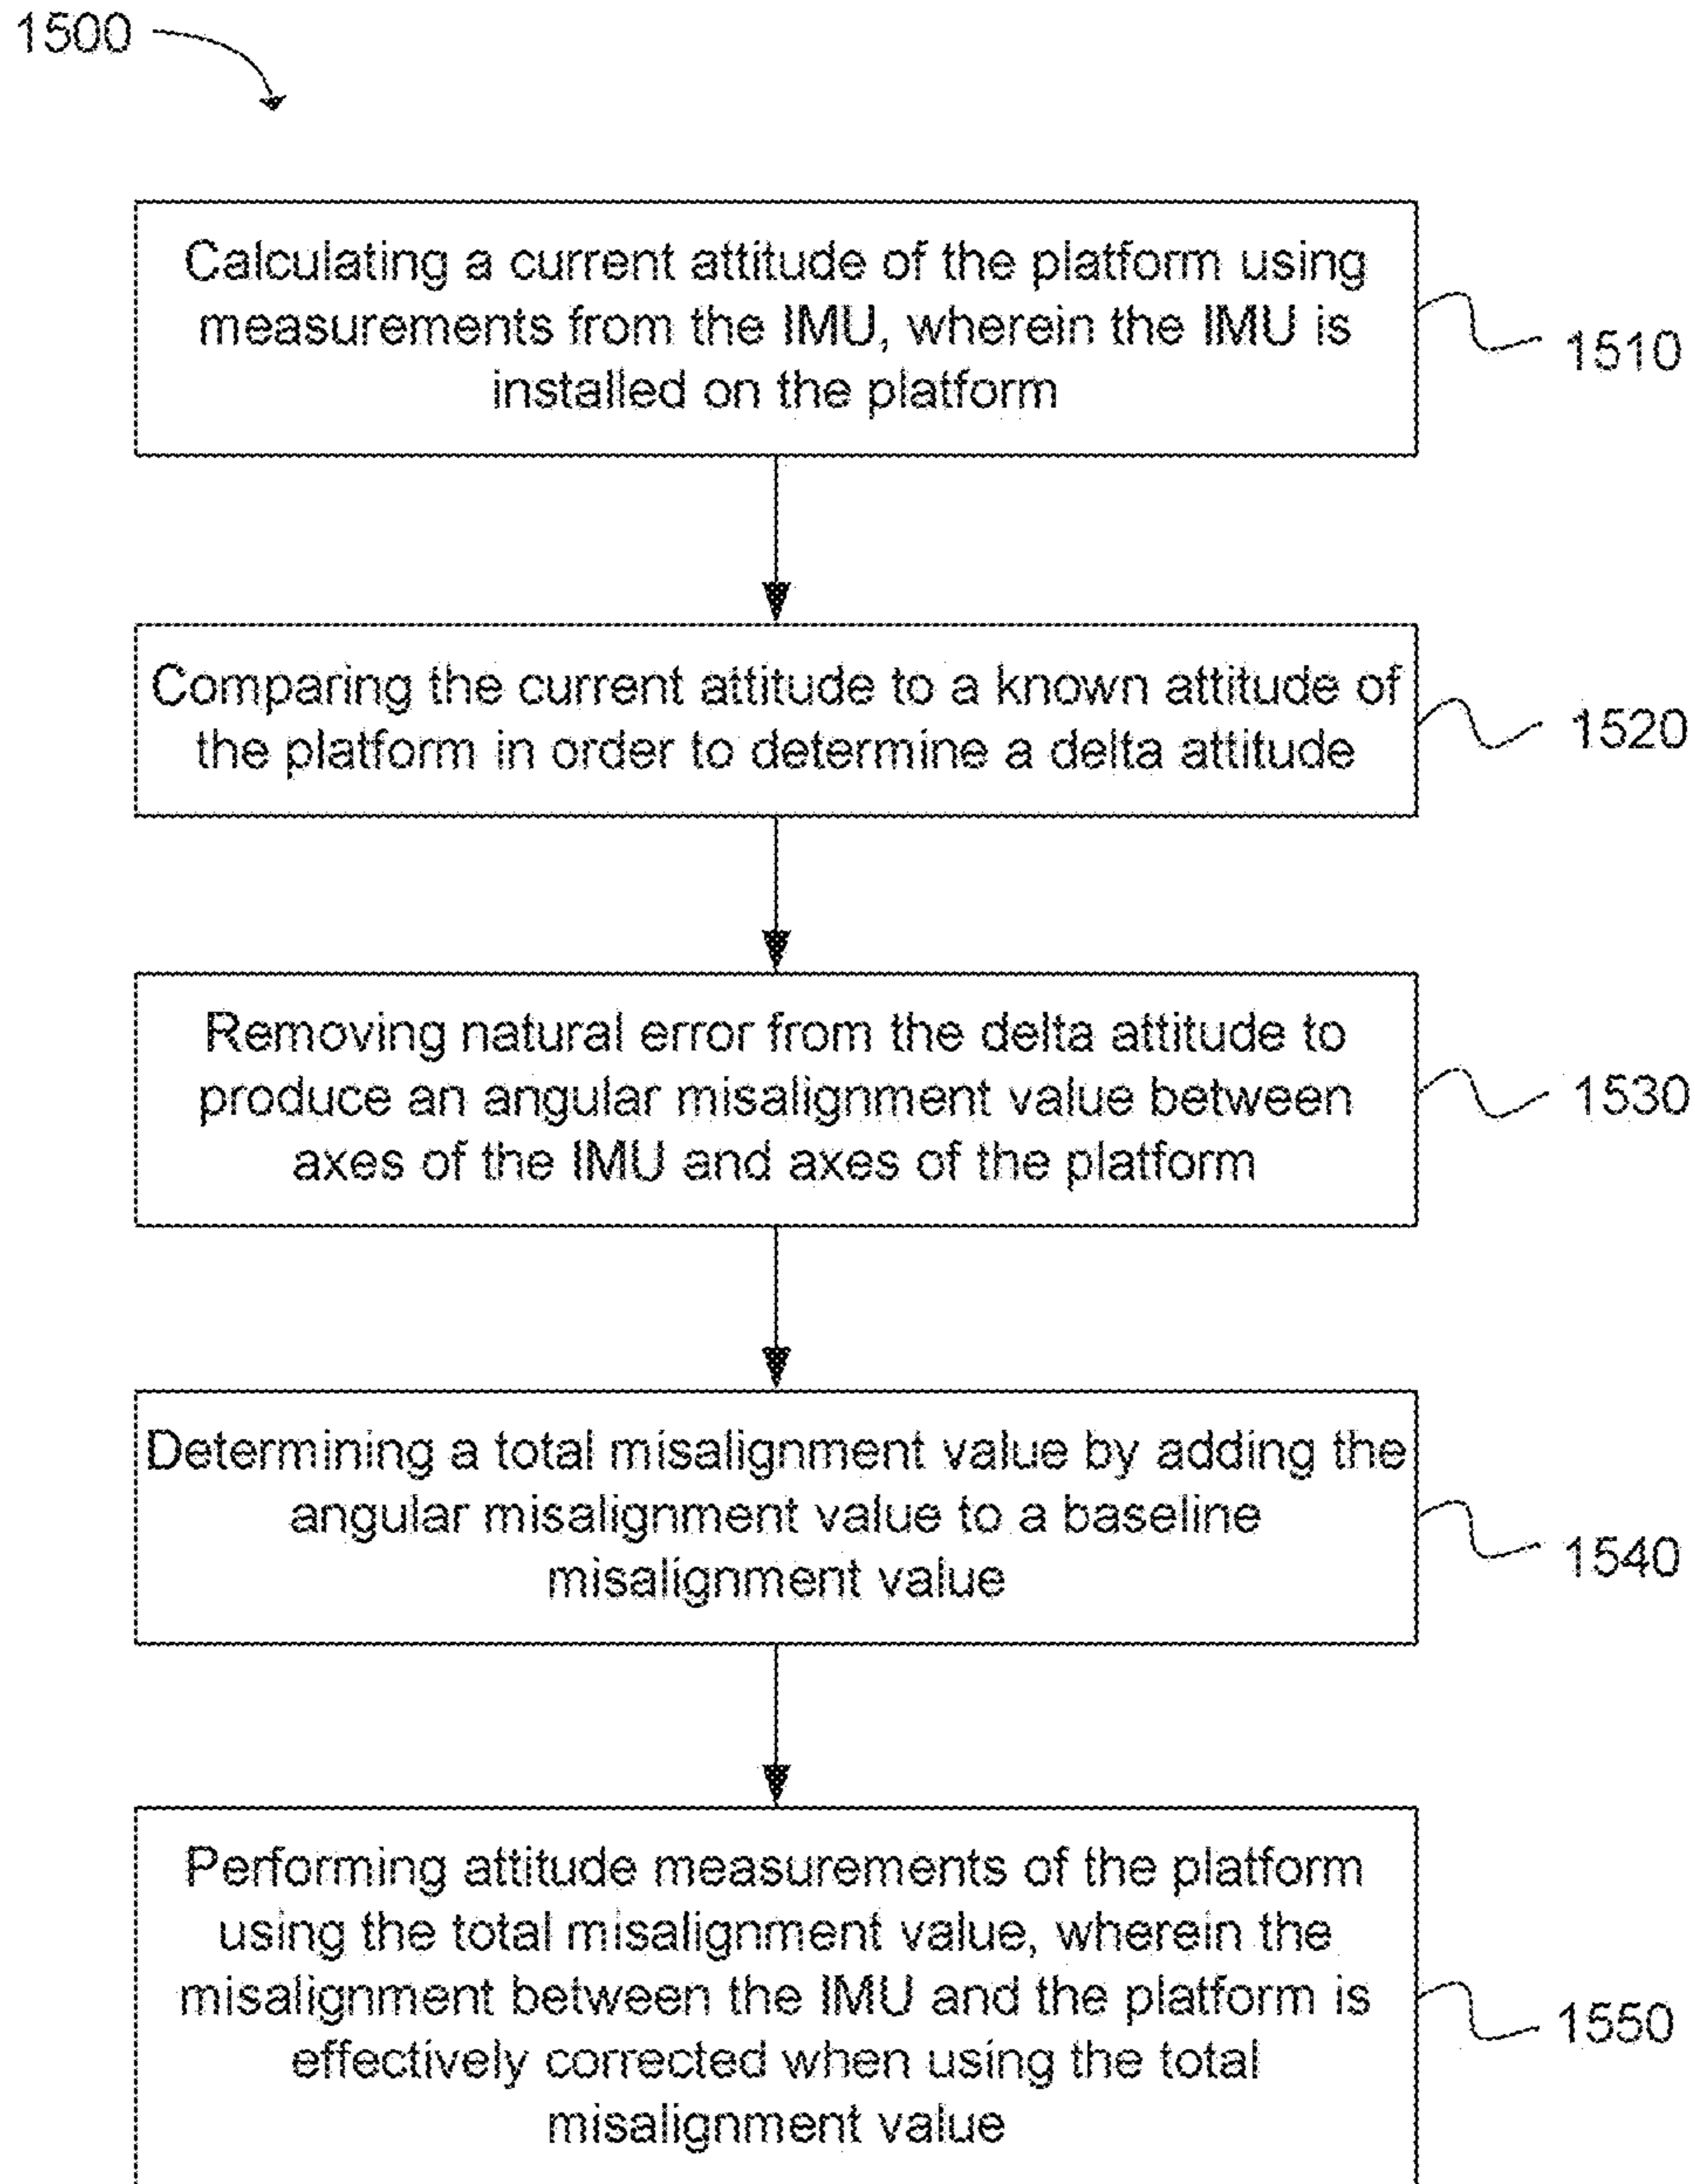 1500
Calculating a current attitude of the platform using
measurements from the IMU, wherein the IMU is
installed on the platform
1510
Comparing the current attitude to a known attitude of
the platform in order to determine a delta attitude
1520
Removing natural error from the delta attitude to
produce an angular misalignment value between
axes of the IMU and axes of the platform
1530
Determining a total misalignment value by adding the
angular misalignment value to a baseline
misalignment value
1540
Performing attitude measurements of the platform
using the total misalignment value, wherein the
misalignment between the IMU and the platform is
effectively corrected when using the total
misalignment value
1550